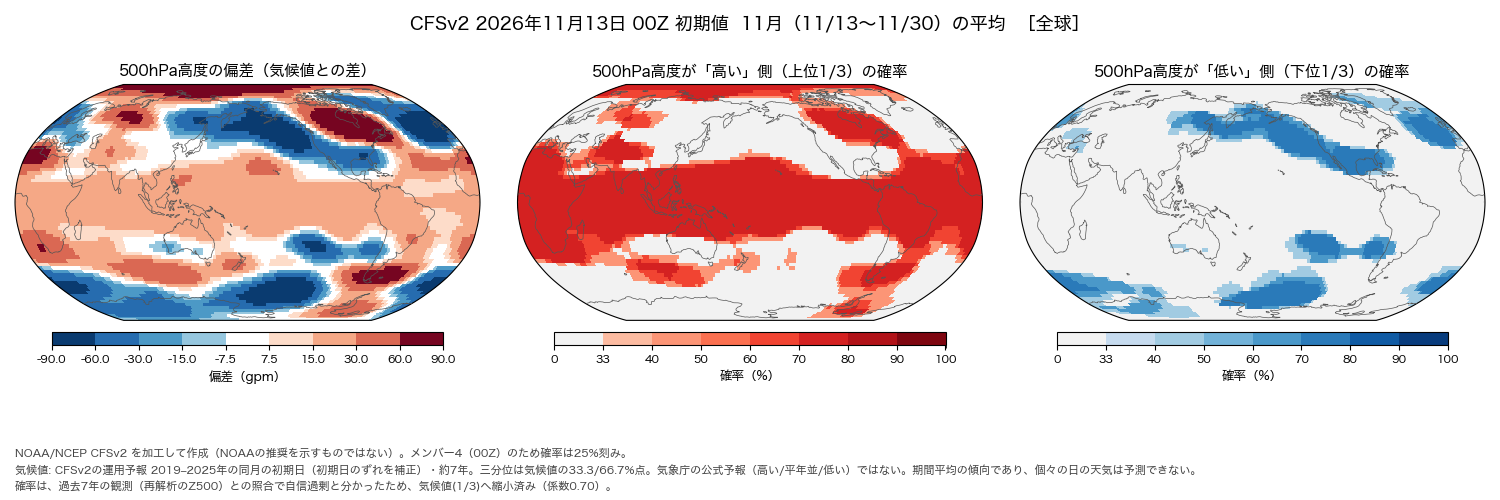 CFSv2 2026年11月13日 00Z 初期値 11月（11/13～11/30）の平均 ［全球］
500hPa高度の偏差（気候値との差）
500hPa高度が「高い」側（上位1/3）の確率
500hPa高度が「低い」側（下位1/3）の確率
-90.0 -60.0 -30.0 -15.0 -7.5 7.5 15.0 30.0 60.0 90.0
偏差（gpm）
0 33 40 50 60 70 80 90 100
確率（%）
0 33 40 50 60 70 80 90 100
確率（%）
NOAA/NCEP CFSv2 を加工して作成（NOAAの推奨を示すものではない）。メンバー4（00Z）のため確率は25%刻み。
気候値: CFSv2の運用予報 2019–2025年の同月の初期日（初期日のずれを補正）・約7年。三分位は気候値の33.3/66.7%点。気象庁の公式予報（高い/平年並/低い）ではない。期間平均の傾向であり、個々の日の天気は予測できない。
確率は、過去7年の観測（再解析のZ500）との照合で自信過剰と分かったため、気候値(1/3)へ縮小済み（係数0.70）。